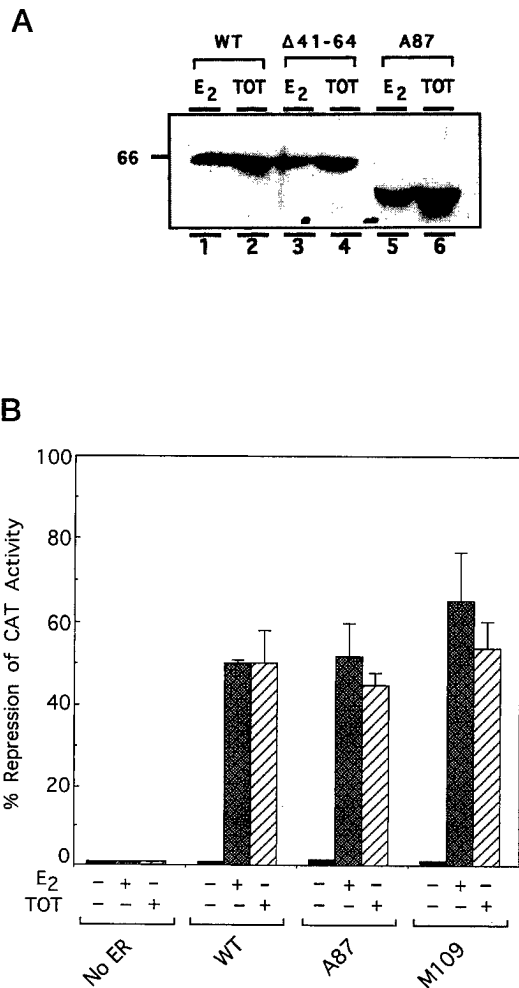 A
WT Δ41-64 A87
E2 TOT E2 TOT E2 TOT
66
1 2 3 4 5 6
B
% Repression of CAT Activity
100
80
60
40
20
0
E2 - + - - + - - + - - + -
TOT - - + - - + - - + - - +
No ER WT A87 M109